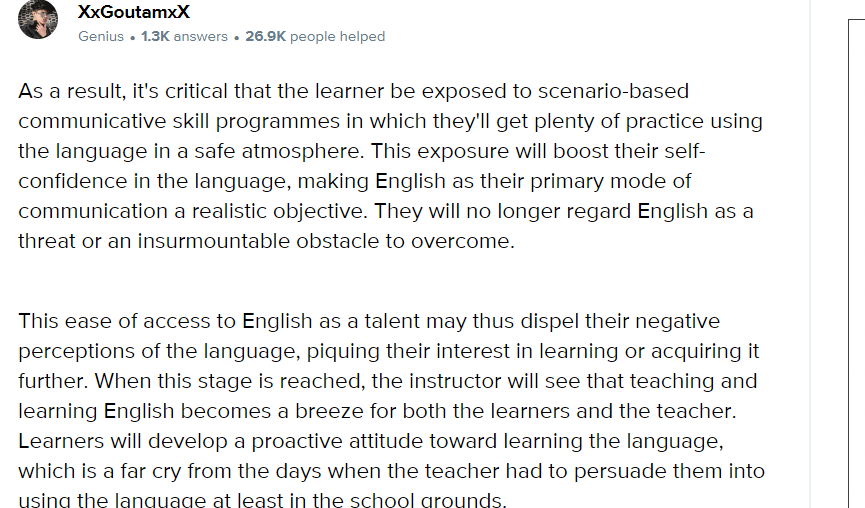 XxGoutamxX
Genius • 1.3K answers • 26.9K people helped
As a result, it's critical that the learner be exposed to scenario-based
communicative skill programmes in which they'll get plenty of practice using
the language in a safe atmosphere. This exposure will boost their self-
confidence in the language, making English as their primary mode of
communication a realistic objective. They will no longer regard English as a
threat or an insurmountable obstacle to overcome.
This ease of access to English as a talent may thus dispel their negative
perceptions of the language, piquing their interest in learning or acquiring it
further. When this stage is reached, the instructor will see that teaching and
learning English becomes a breeze for both the learners and the teacher.
Learners will develop a proactive attitude toward learning the language,
which is a far cry from the days when the teacher had to persuade them into
using the language at least in the school grounds.